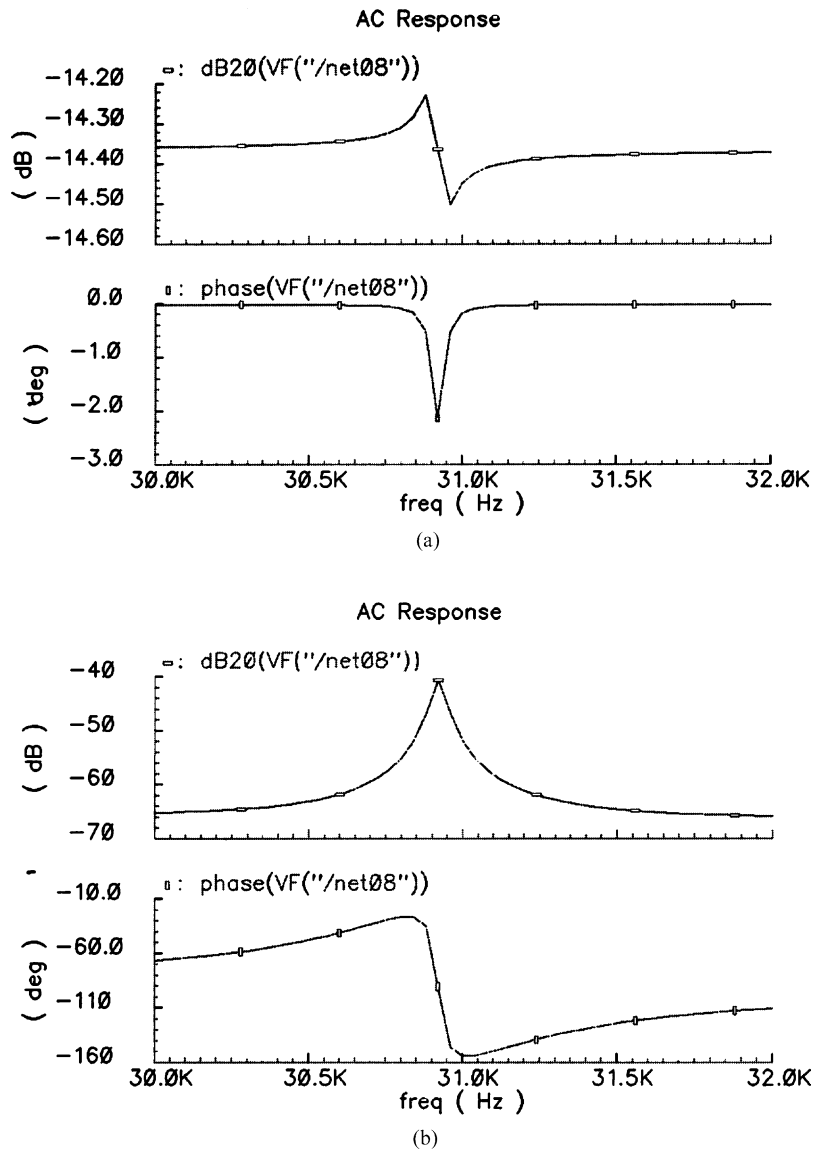 AC Response
▭: dB20(VF("/net08"))
-14.20
-14.30
-14.40
-14.50
-14.60
( dB )
▯: phase(VF("/net08"))
0.0
-1.0
-2.0
-3.0
( deg )
30.0K 30.5K 31.0K 31.5K 32.0K
freq ( Hz )
(a)
AC Response
▭: dB20(VF("/net08"))
-40
-50
-60
-70
( dB )
▯: phase(VF("/net08"))
-10.0
-60.0
-110
-160
( deg )
30.0K 30.5K 31.0K 31.5K 32.0K
freq ( Hz )
(b)